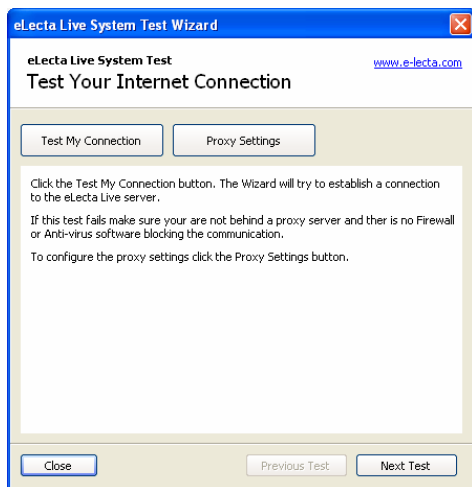 eLecta Live System Test Wizard
eLecta Live System Test
www.e-lecta.com
Test Your Internet Connection
Test My Connection
Proxy Settings
Click the Test My Connection button. The Wizard will try to establish a connection
to the eLecta Live server.
If this test fails make sure your are not behind a proxy server and ther is no Firewall
or Anti-virus software blocking the communication.
To configure the proxy settings click the Proxy Settings button.
Close
Previous Test
Next Test